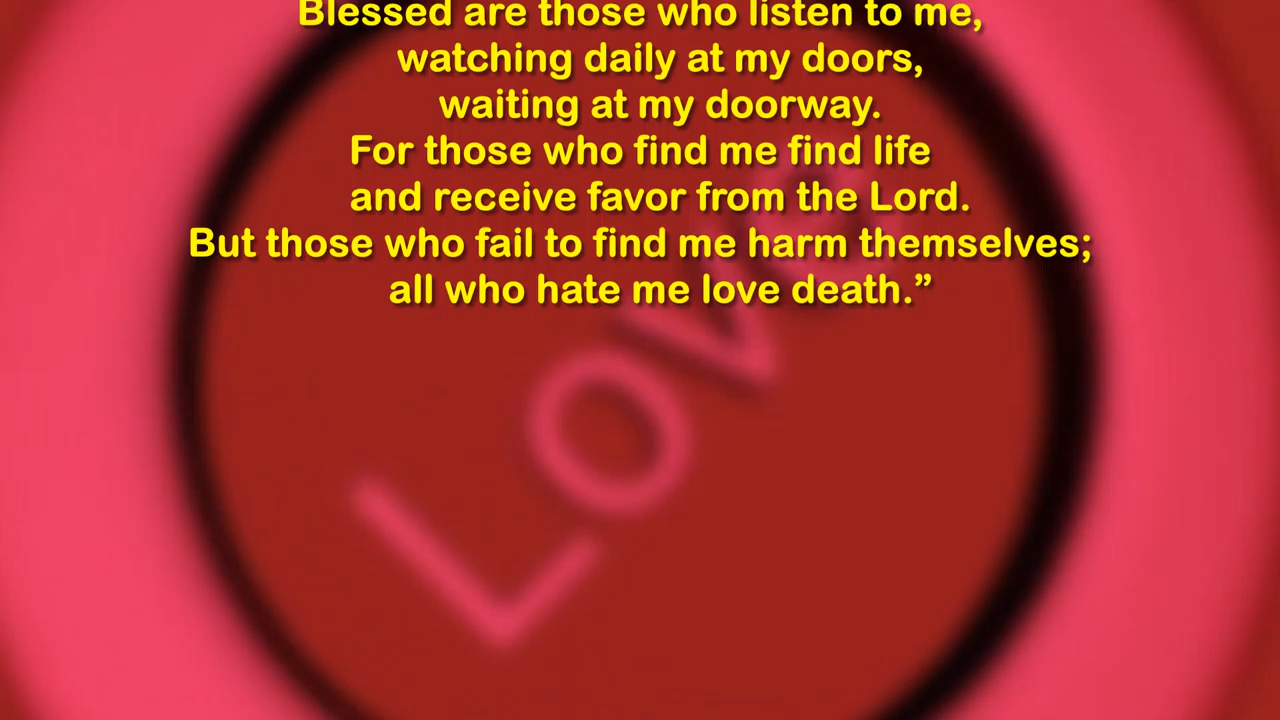 Blessed are those who listen to me,
watching daily at my doors,
waiting at my doorway.
For those who find me find life
and receive favor from the Lord.
But those who fail to find me harm themselves;
all who hate me love death.”
Love